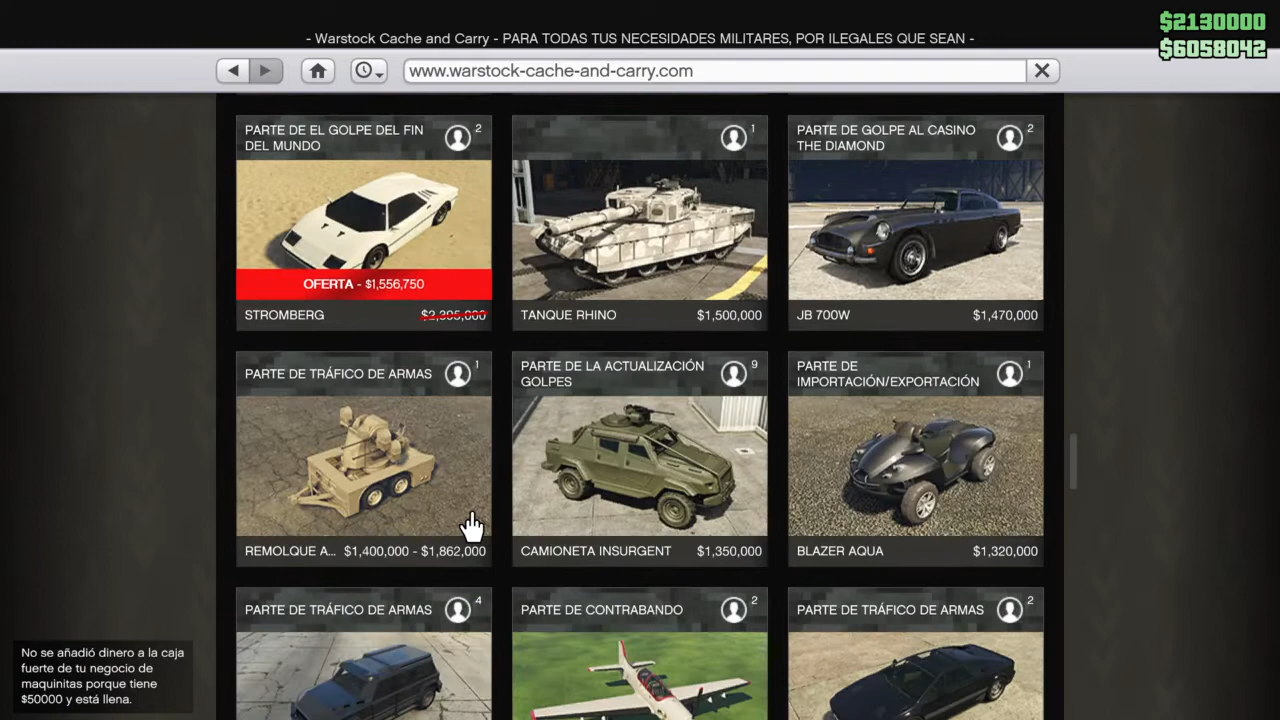 $2130000
- Warstock Cache and Carry - PARA TODAS TUS NECESIDADES MILITARES, POR ILEGALES QUE SEAN -
$6058042
www.warstock-cache-and-carry.com
PARTE DE EL GOLPE DEL FIN
DEL MUNDO
2
1
PARTE DE GOLPE AL CASINO
THE DIAMOND
2
OFERTA - $1,556,750
STROMBERG $2,395,000
TANQUE RHINO $1,500,000
JB 700W $1,470,000
PARTE DE TRÁFICO DE ARMAS 1
PARTE DE LA ACTUALIZACIÓN
GOLPES
9
PARTE DE
IMPORTACIÓN/EXPORTACIÓN
1
REMOLQUE A... $1,400,000 - $1,862,000
CAMIONETA INSURGENT $1,350,000
BLAZER AQUA $1,320,000
PARTE DE TRÁFICO DE ARMAS 4
PARTE DE CONTRABANDO 2
PARTE DE TRÁFICO DE ARMAS 2
No se añadió dinero a la caja
fuerte de tu negocio de
maquinitas porque tiene
$50000 y está llena.